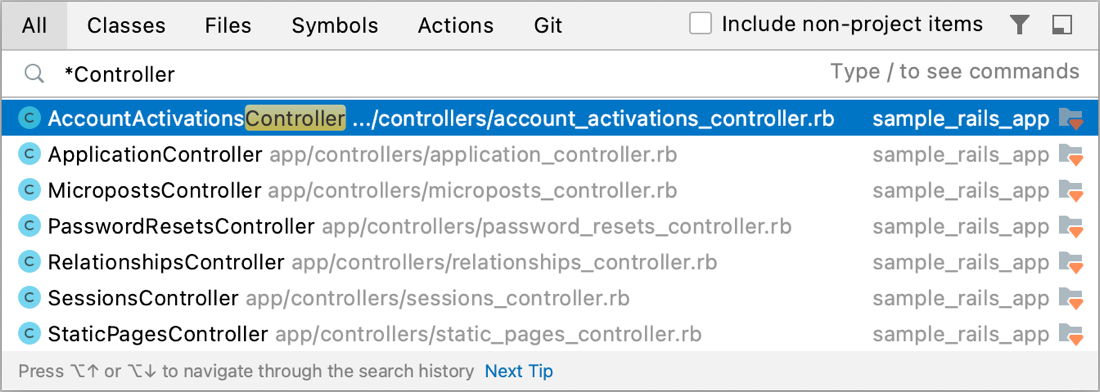 All Classes Files Symbols Actions Git Include non-project items
*Controller Type / to see commands
C AccountActivationsController .../controllers/account_activations_controller.rb sample_rails_app
C ApplicationController app/controllers/application_controller.rb sample_rails_app
C MicropostsController app/controllers/microposts_controller.rb sample_rails_app
C PasswordResetsController app/controllers/password_resets_controller.rb sample_rails_app
C RelationshipsController app/controllers/relationships_controller.rb sample_rails_app
C SessionsController app/controllers/sessions_controller.rb sample_rails_app
C StaticPagesController app/controllers/static_pages_controller.rb sample_rails_app
Press ⌥↑ or ⌥↓ to navigate through the search history Next Tip